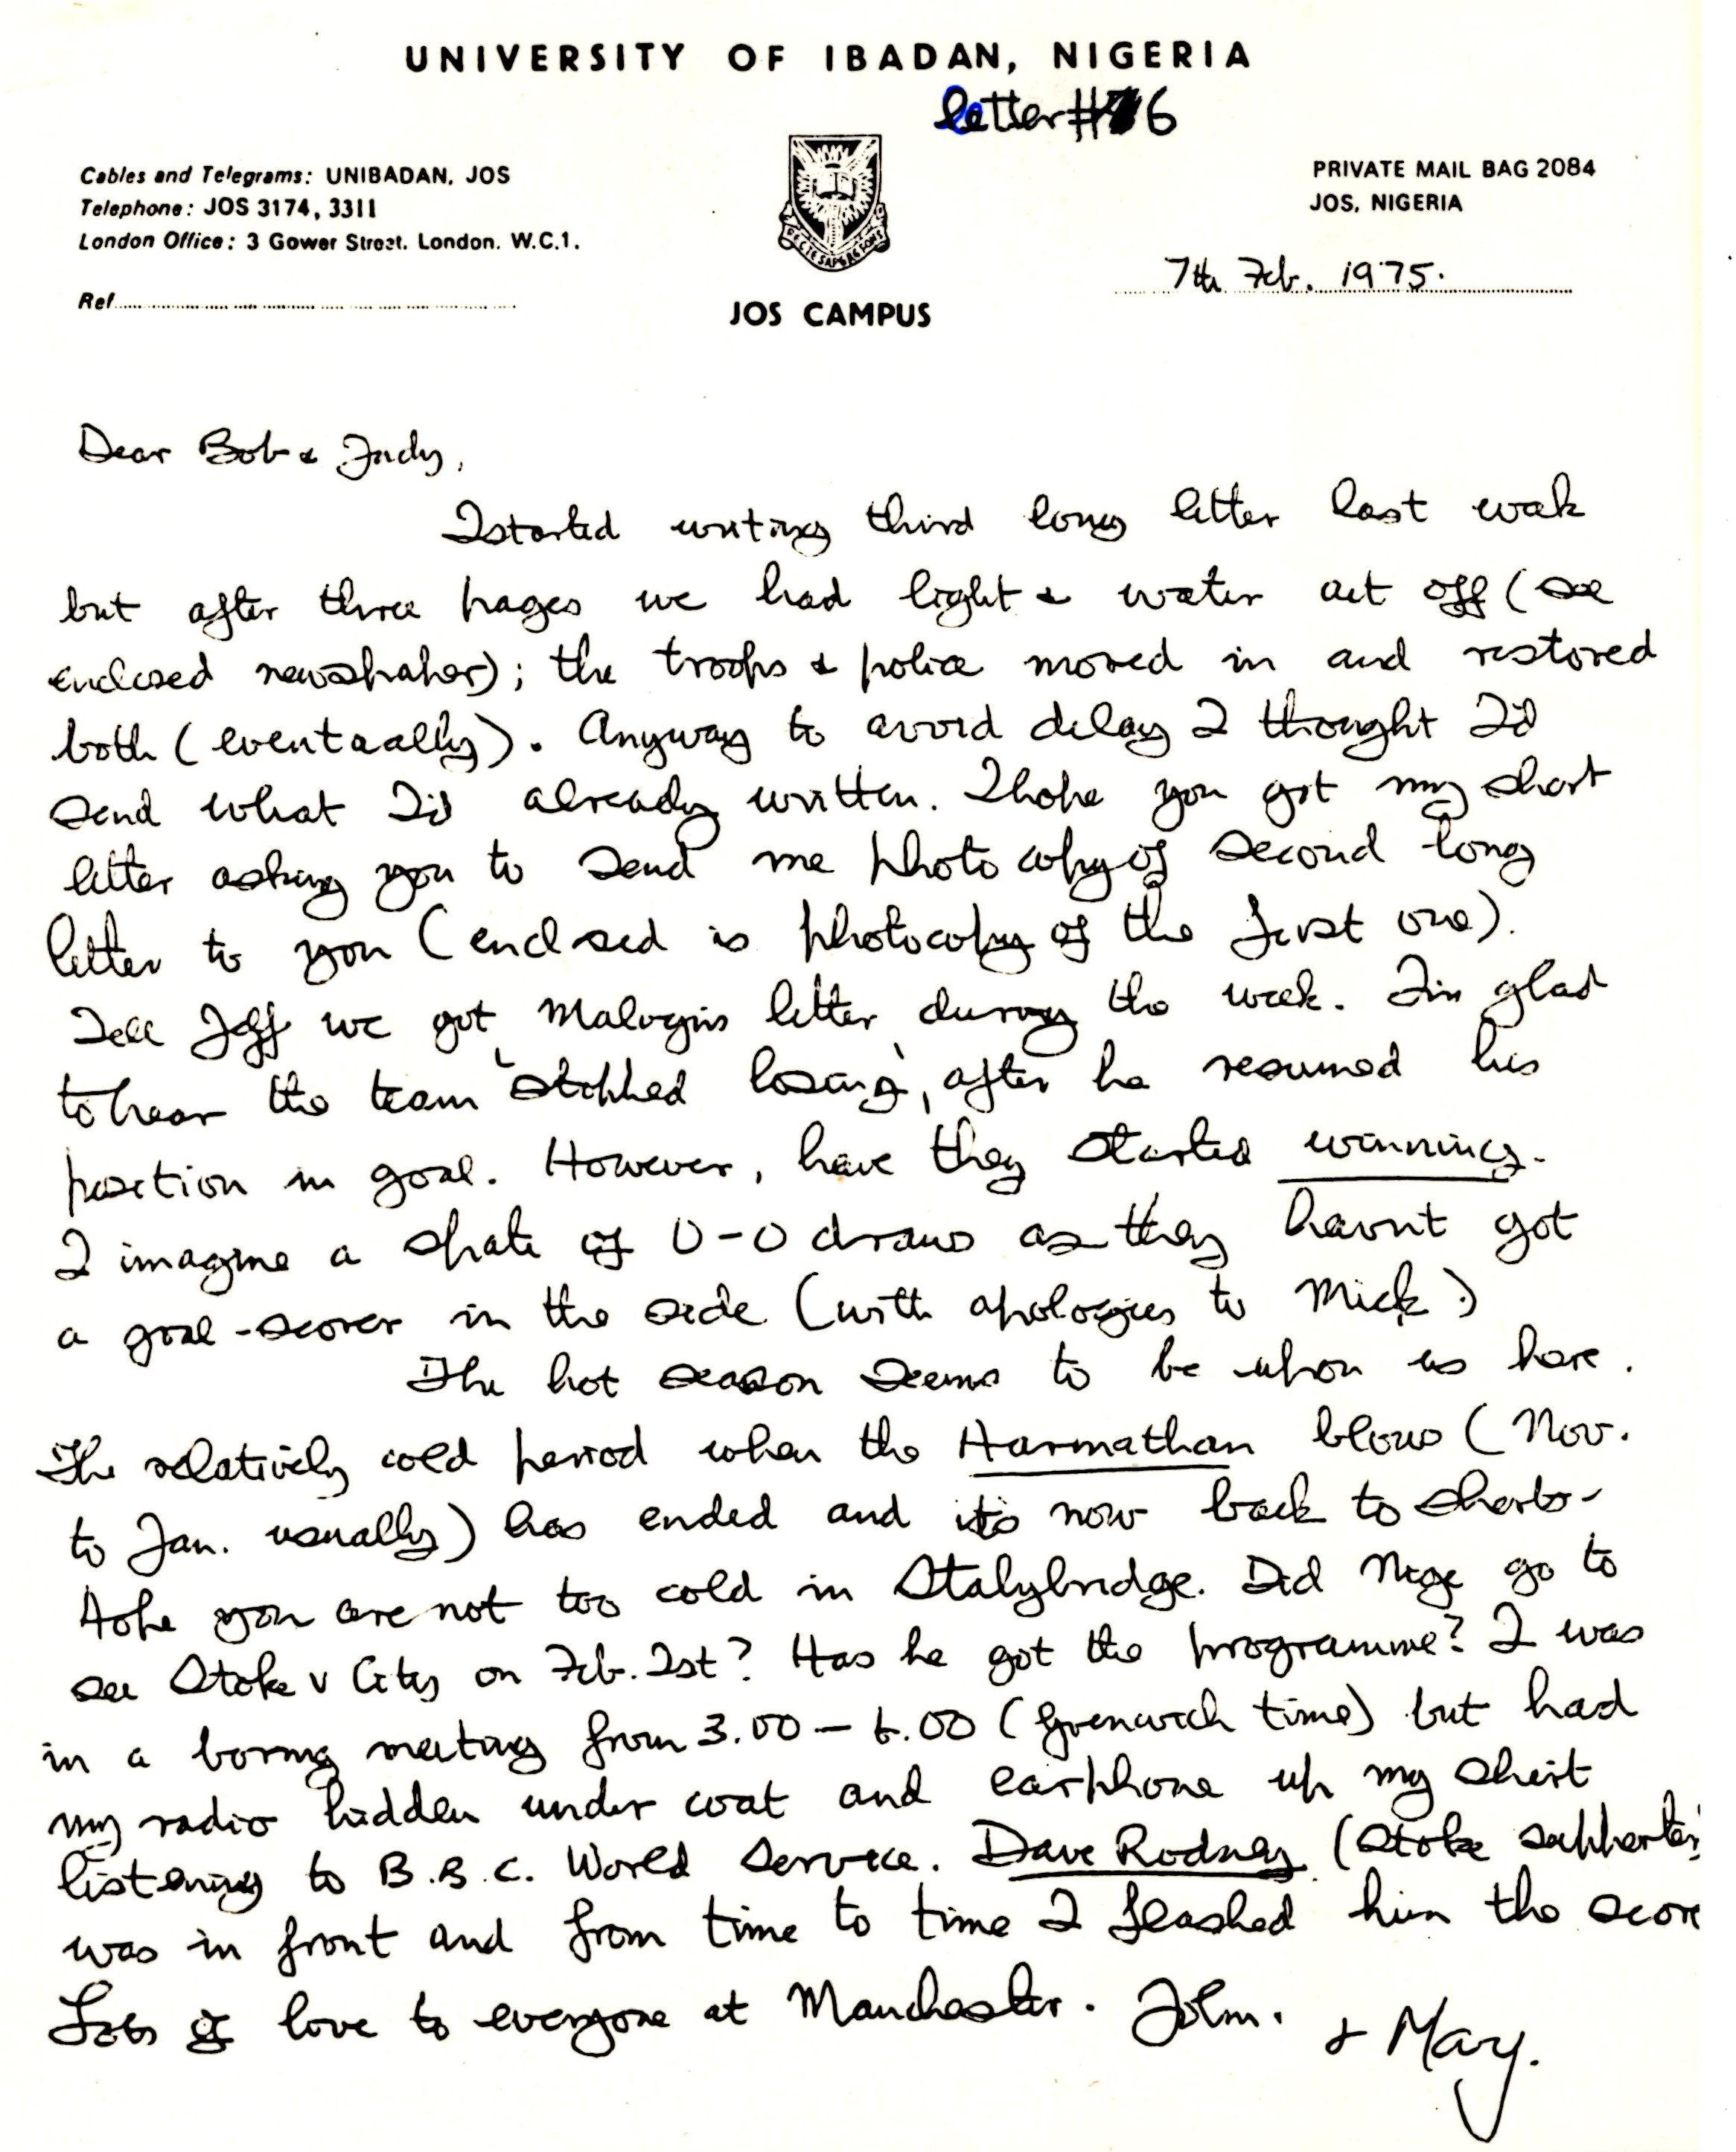 UNIVERSITY OF IBADAN, NIGERIA
letter #6
Cables and Telegrams: UNIBADAN, JOS
Telephone: JOS 3174, 3311
London Office: 3 Gower Street. London. W.C.1.
Ref
PRIVATE MAIL BAG 2084
JOS, NIGERIA
7th Feb. 1975.
JOS CAMPUS
Dear Bob & Judy,
I started writing third long letter last week
but after three pages we had light & water cut off (see
enclosed newspaper); the troops & police moved in and restored
both (eventually). Anyway to avoid delay I thought I'd
send what I'd already written. I hope you got my short
letter asking you to send me photo copy of second long
letter to you (enclosed is photocopy of the first one).
Tell Jeff we got letter during the week. I'm glad
to hear the team 'stopped losing', after he resumed his
position in goal. However, have they started winning.
I imagine a spate of 0-0 draws as they havnt got
a goal-scorer in the side (with apologies to Mick!)
The hot season seems to be upon us here.
The relatively cold period when the Harmathan blows (Nov.
to Jan. usually) has ended and its now back to shorts-
Hope you are not too cold in Stalybridge. Did Nige go to
see Stoke v City on Feb. 1st? Has he got the programme? I was
in a boring meeting from 3.00 - 6.00 (Greenwich time) but had
my radio hidden under coat and earphone up my shirt
listening to B.B.C. World Service. Dave Rodney (Stoke supporter)
was in front and from time to time I flashed him the score
Lots of love to everyone at Manchester. John.
& May.